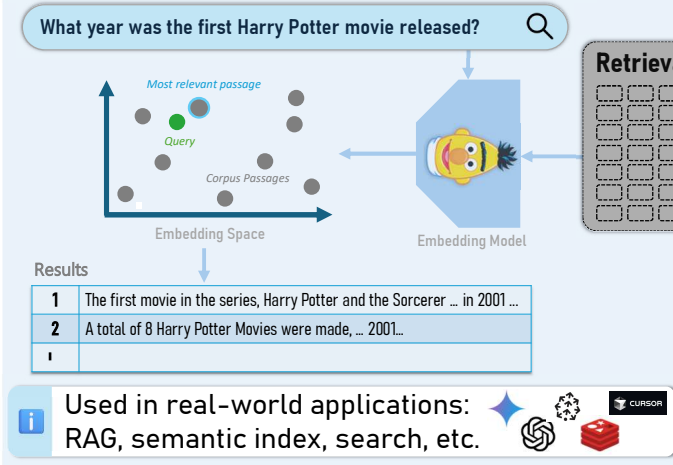 What year was the first Harry Potter movie released?
Retriev
Most relevant passage
Query
Corpus Passages
Embedding Space
Embedding Model
Results
1 The first movie in the series, Harry Potter and the Sorcerer ... in 2001 ...
2 A total of 8 Harry Potter Movies were made, ... 2001...
i
Used in real-world applications:
RAG, semantic index, search, etc.
CURSOR